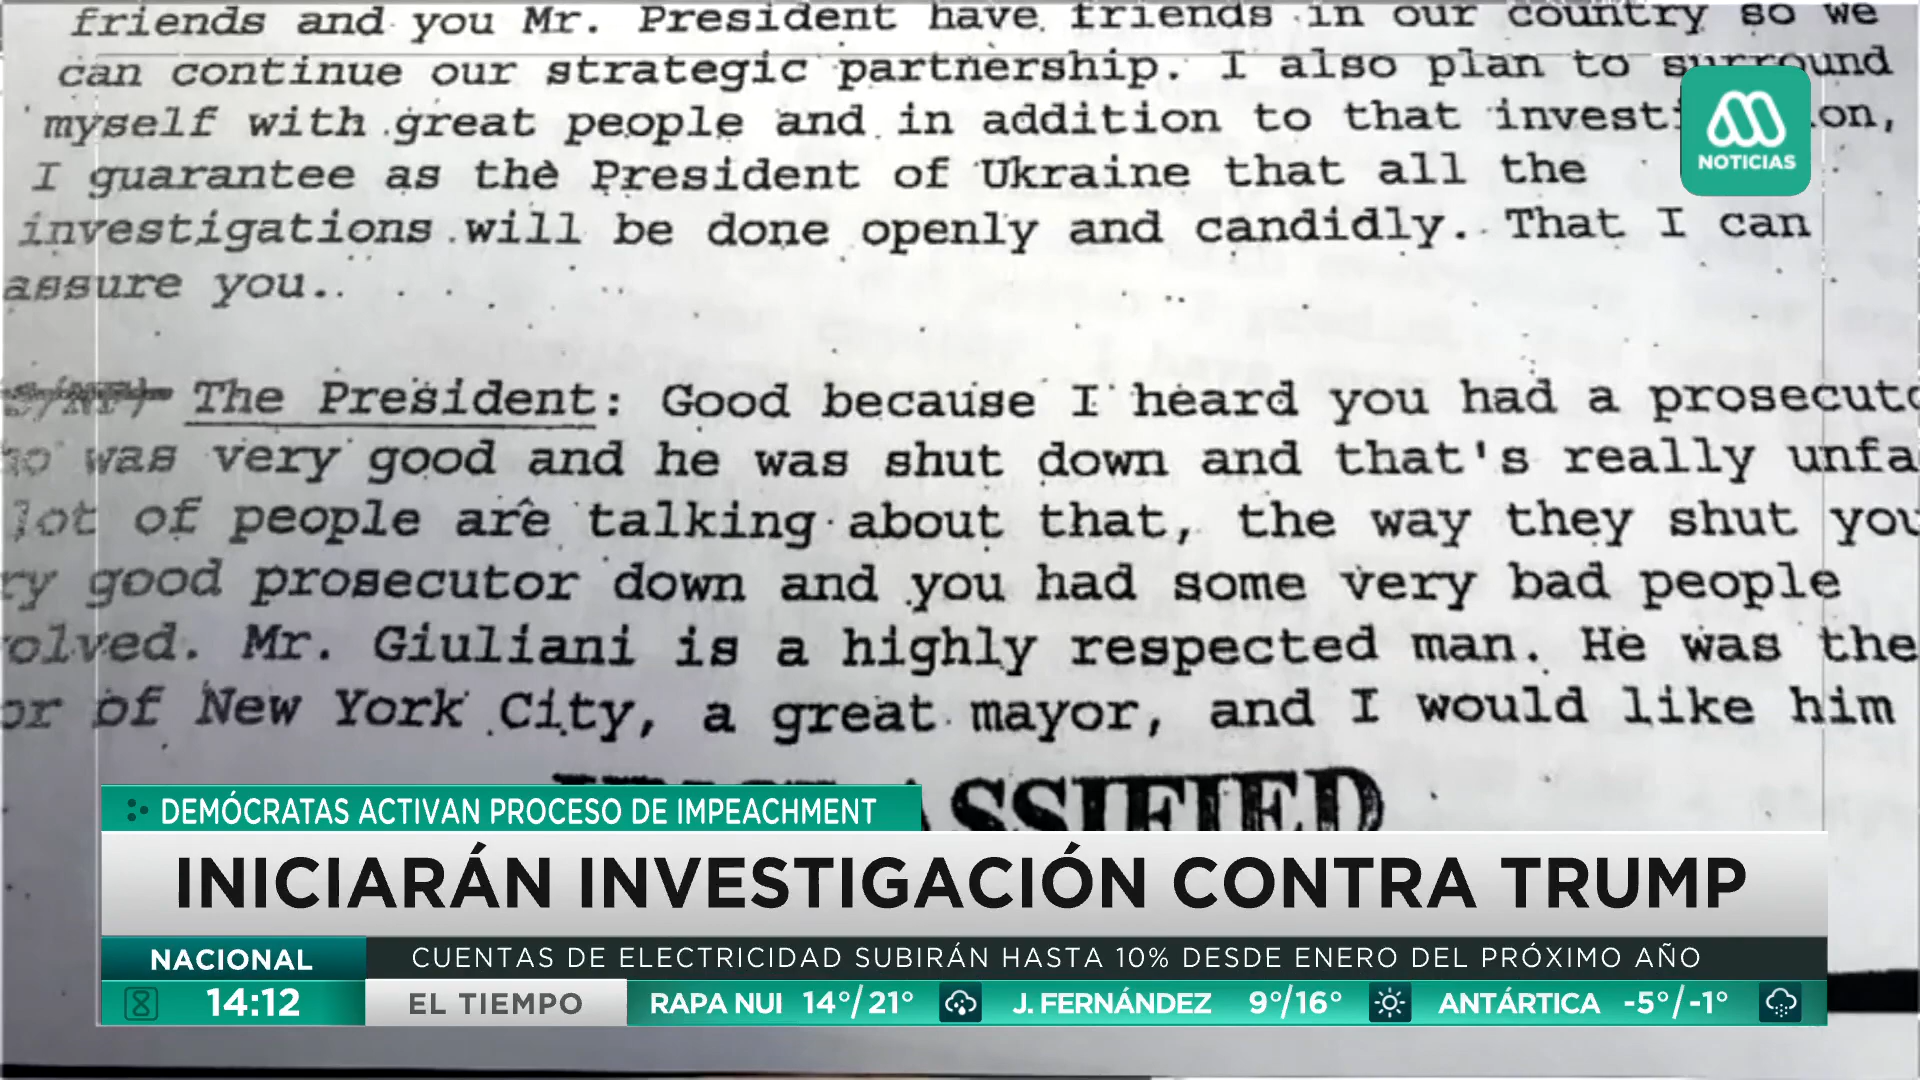 friends and you Mr. President have friends in our country so we
can continue our strategic partnership. I also plan to surround
myself with great people and in addition to that
I guarantee as the President of Ukraine that all the
investigations will be done openly and candidly. That I can
assure you..
The President: Good because I heard you had a
was very good and he was shut down and that's really
lot of people are talking about that, the way they shut
good prosecutor down and you had some very bad people
Mr. Giuliani is a highly respected man. He was the
of New York City, a great mayor, and I would like him
NOTICIAS
DEMÓCRATAS ACTIVAN PROCESO DE IMPEACHMENT
INICIARÁN INVESTIGACIÓN CONTRA TRUMP
NACIONAL CUENTAS DE ELECTRICIDAD SUBIRÁN HASTA 10% DESDE ENERO DEL PRÓXIMO AÑO
14:12 EL TIEMPO RAPA NUI 14°/21° J. FERNÁNDEZ 9°/16° ANTÁRTICA -5°/-1°